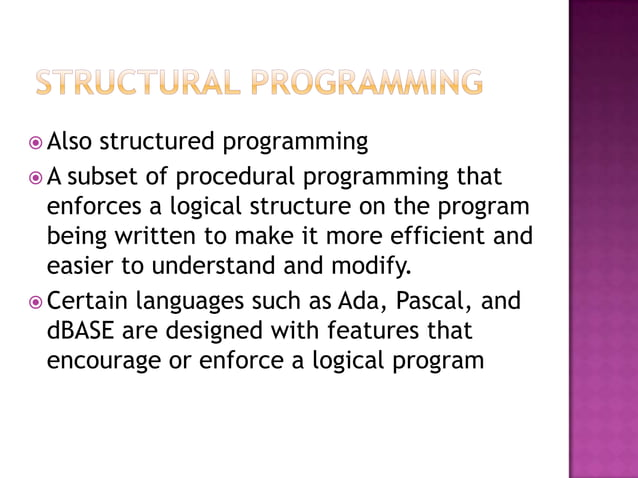 STRUCTURAL PROGRAMMING
Also structured programming
A subset of procedural programming that
enforces a logical structure on the program
being written to make it more efficient and
easier to understand and modify.
Certain languages such as Ada, Pascal, and
dBASE are designed with features that
encourage or enforce a logical program